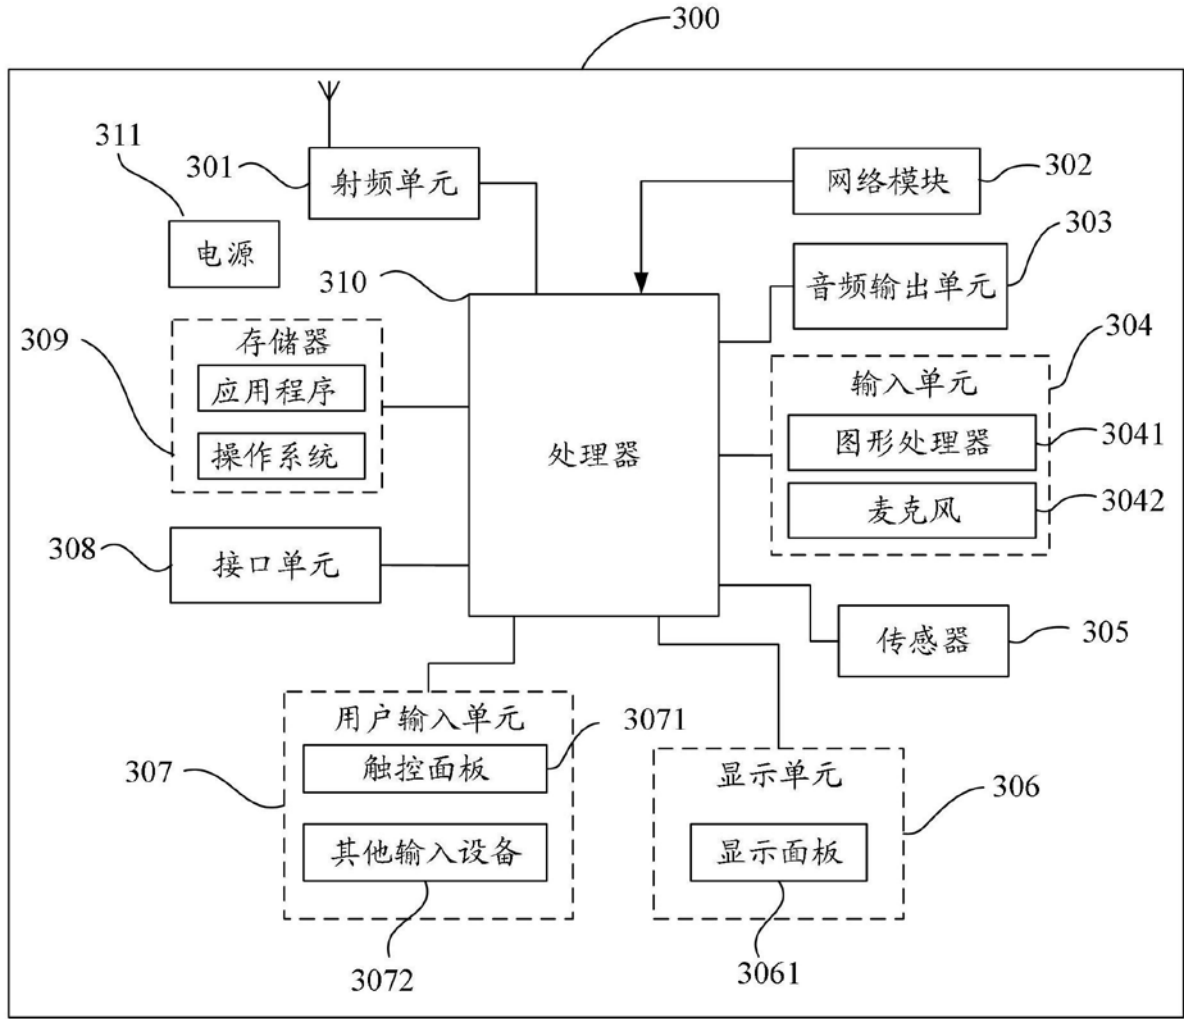 300
311
301
射频单元
网络模块
302
电源
303
音频输出单元
310
309
存储器
应用程序
操作系统
304
输入单元
图形处理器
3041
麦克风
3042
处理器
308
接口单元
传感器
305
307
用户输入单元
3071
触控面板
其他输入设备
3072
显示单元
306
显示面板
3061